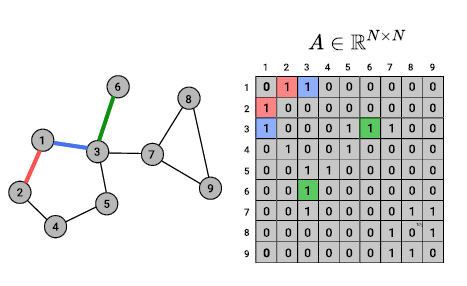 A ∈ ℝ^{N×N}
1 2 3 4 5 6 7 8 9
1 0 1 1 0 0 0 0 0 0
2 1 0 0 0 0 0 0 0 0
3 1 0 0 0 1 1 1 0 0
4 0 1 0 0 1 0 0 0 0
5 0 0 1 1 0 0 0 0 0
6 0 0 1 0 0 0 0 0 0
7 0 0 1 0 0 0 0 1 1
8 0 0 0 0 0 0 1 0 1
9 0 0 0 0 0 0 1 1 0
6
8
1
3
7
2
5
9
4